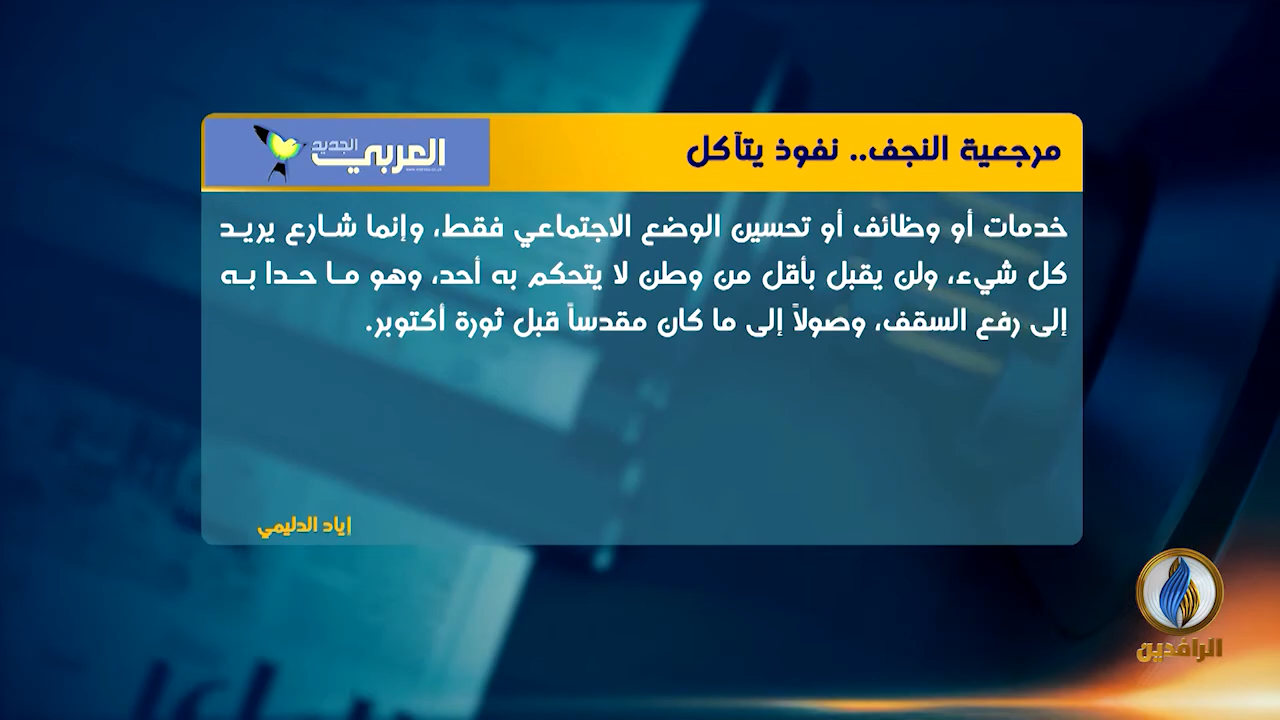 مرجعية النجف.. نفوذ يتآكل
العربي الجديد
خدمات أو وظائف أو تحسين الوضع الاجتماعي فقط، وإنما شارع يريد
كل شيء، ولن يقبل بأقل من وطن لا يتحكم به أحد، وهو ما حدا به
إلى رفع السقف، وصولاً إلى ما كان مقدساً قبل ثورة أكتوبر.
إياد الدليمي
الرافدين